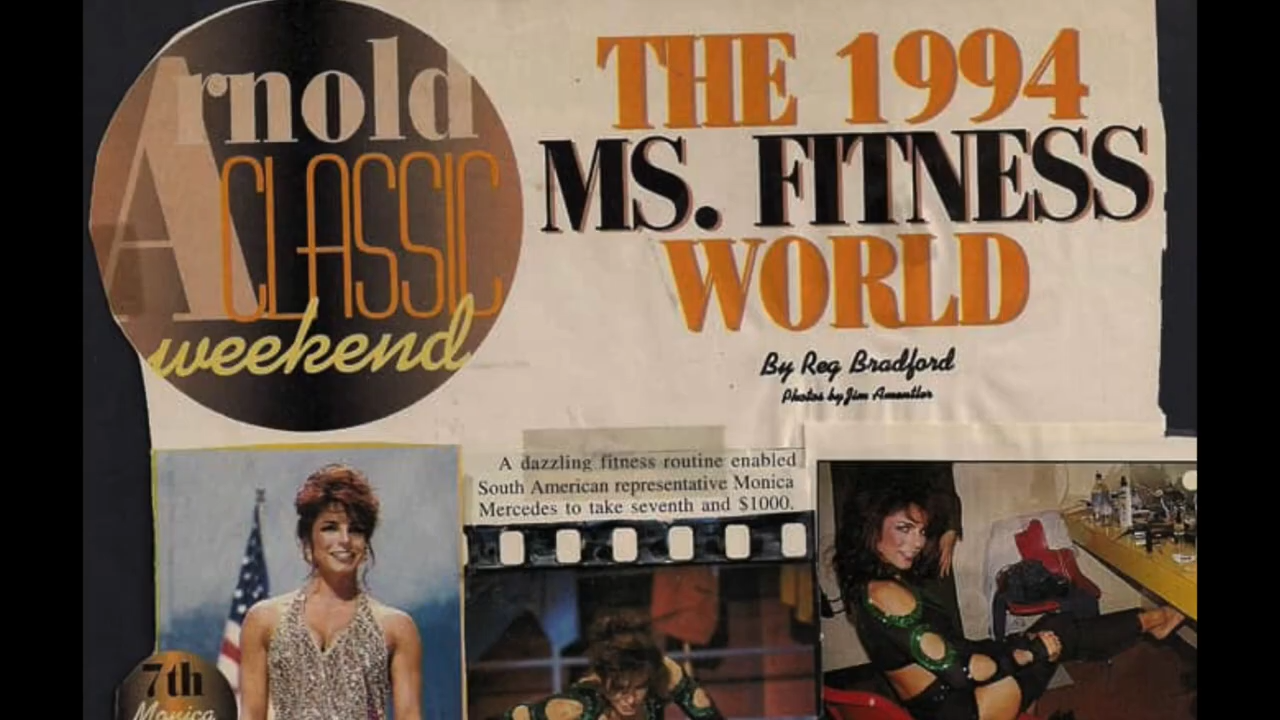 Arnold
CLASSIC
weekend
THE 1994
MS. FITNESS
WORLD
By Reg Bradford
Photos by Jim Amentler
A dazzling fitness routine enabled
South American representative Monica
Mercedes to take seventh and $1000.
7th
Monica